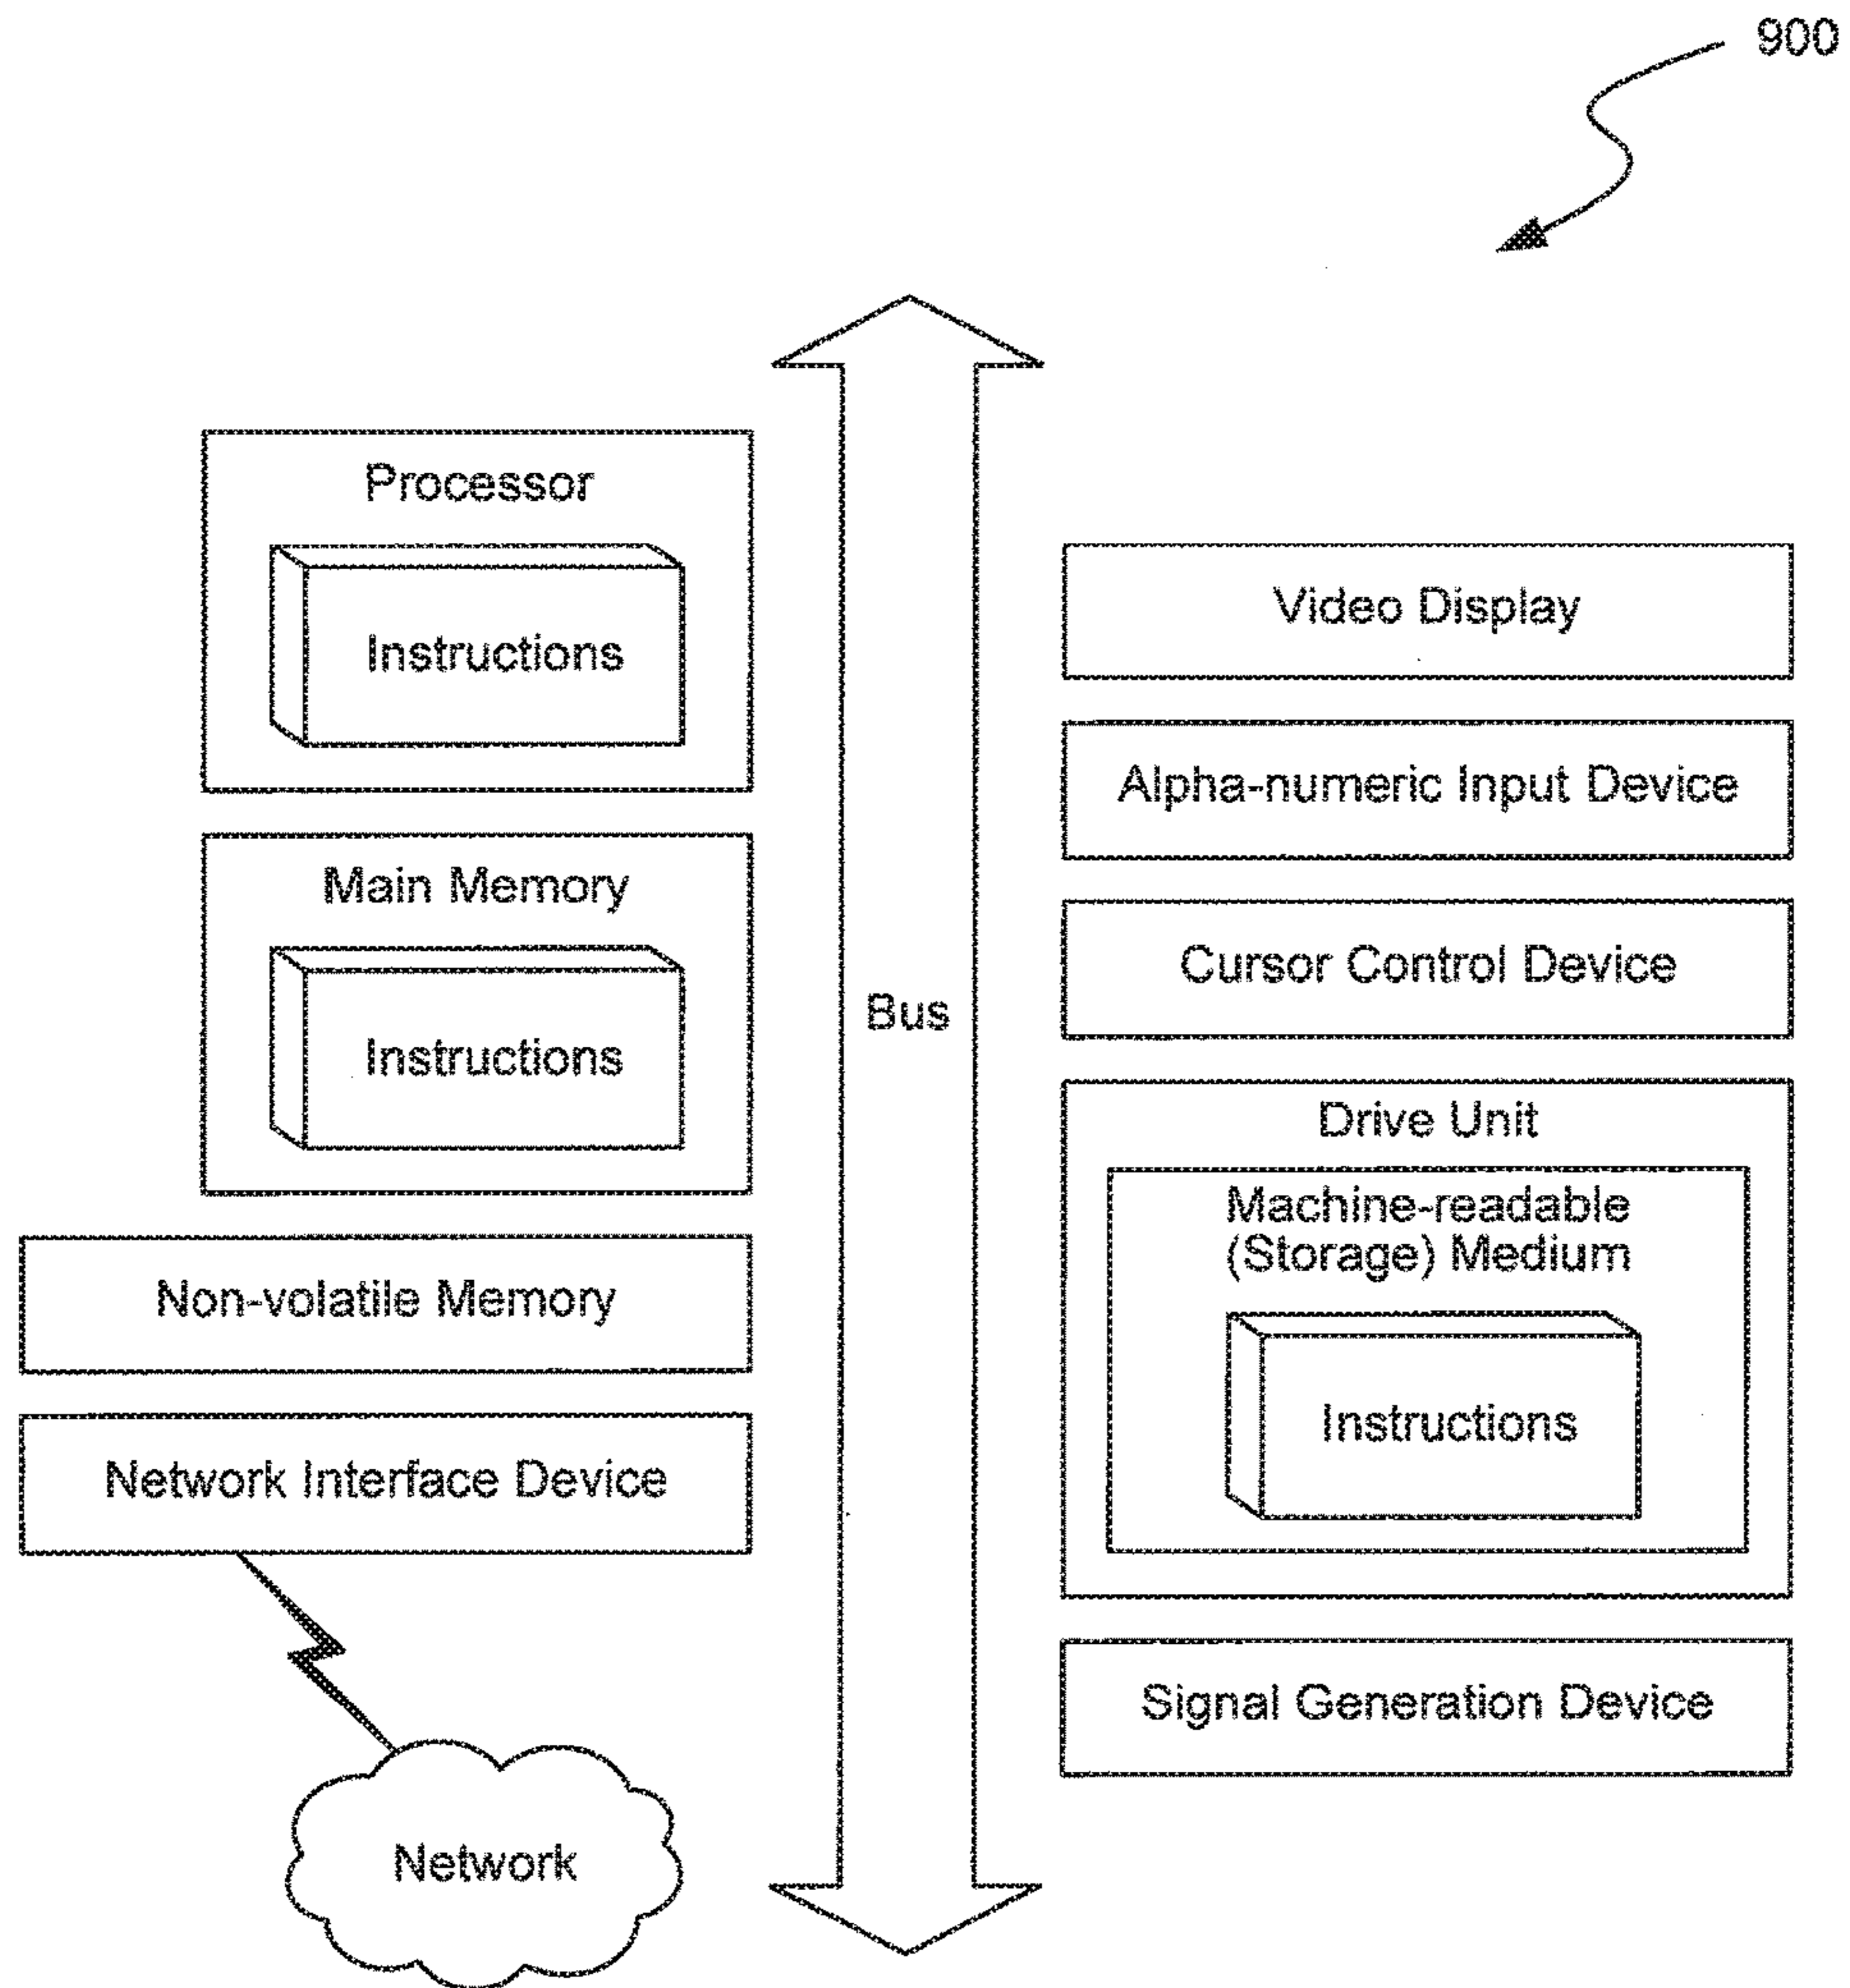 900
Processor
Instructions
Main Memory
Instructions
Non-volatile Memory
Network Interface Device
Network
Bus
Video Display
Alpha-numeric Input Device
Cursor Control Device
Drive Unit
Machine-readable
(Storage) Medium
Instructions
Signal Generation Device